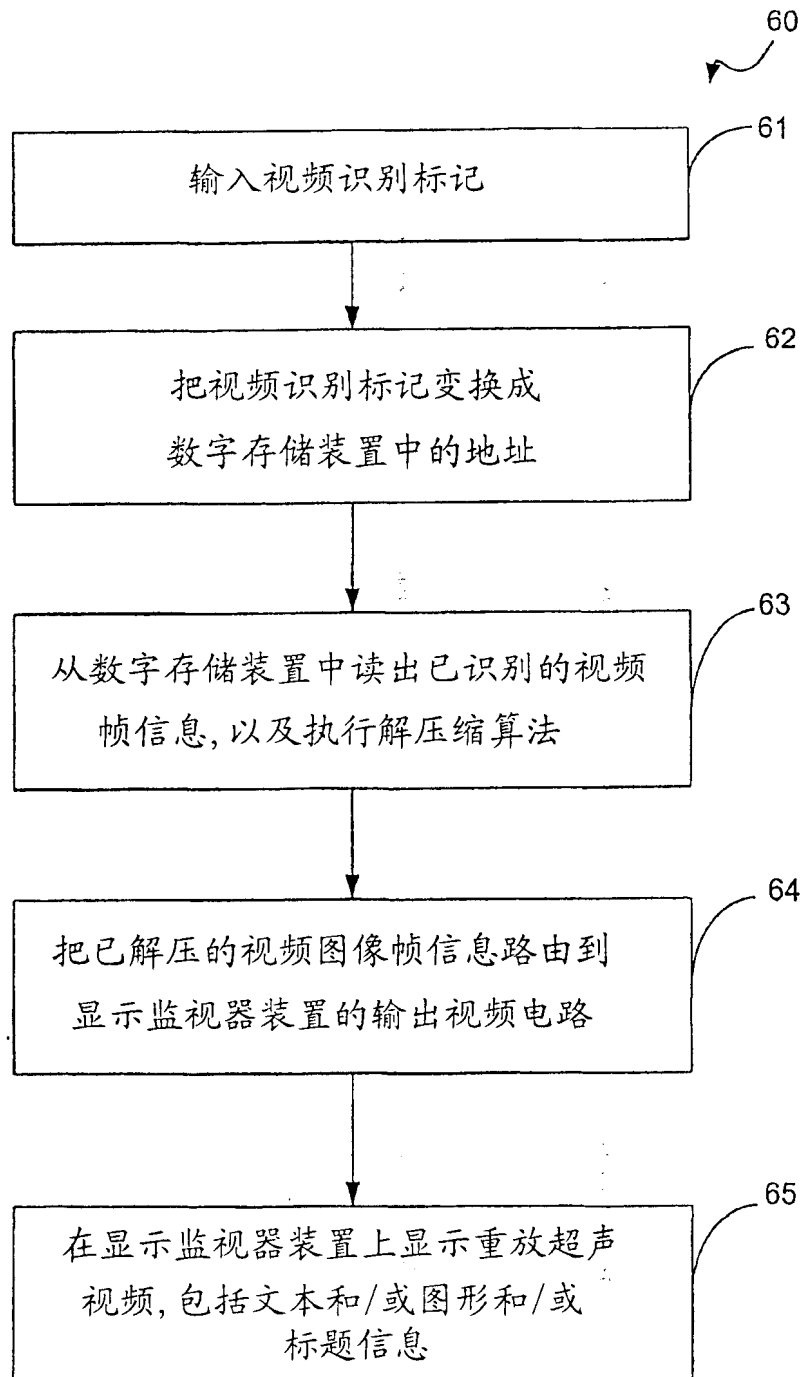 60
61
输入视频识别标记
62
把视频识别标记变换成
数字存储装置中的地址
63
从数字存储装置中读出已识别的视频
帧信息,以及执行解压缩算法
64
把已解压的视频图像帧信息路由到
显示监视器装置的输出视频电路
65
在显示监视器装置上显示重放超声
视频,包括文本和/或图形和/或
标题信息